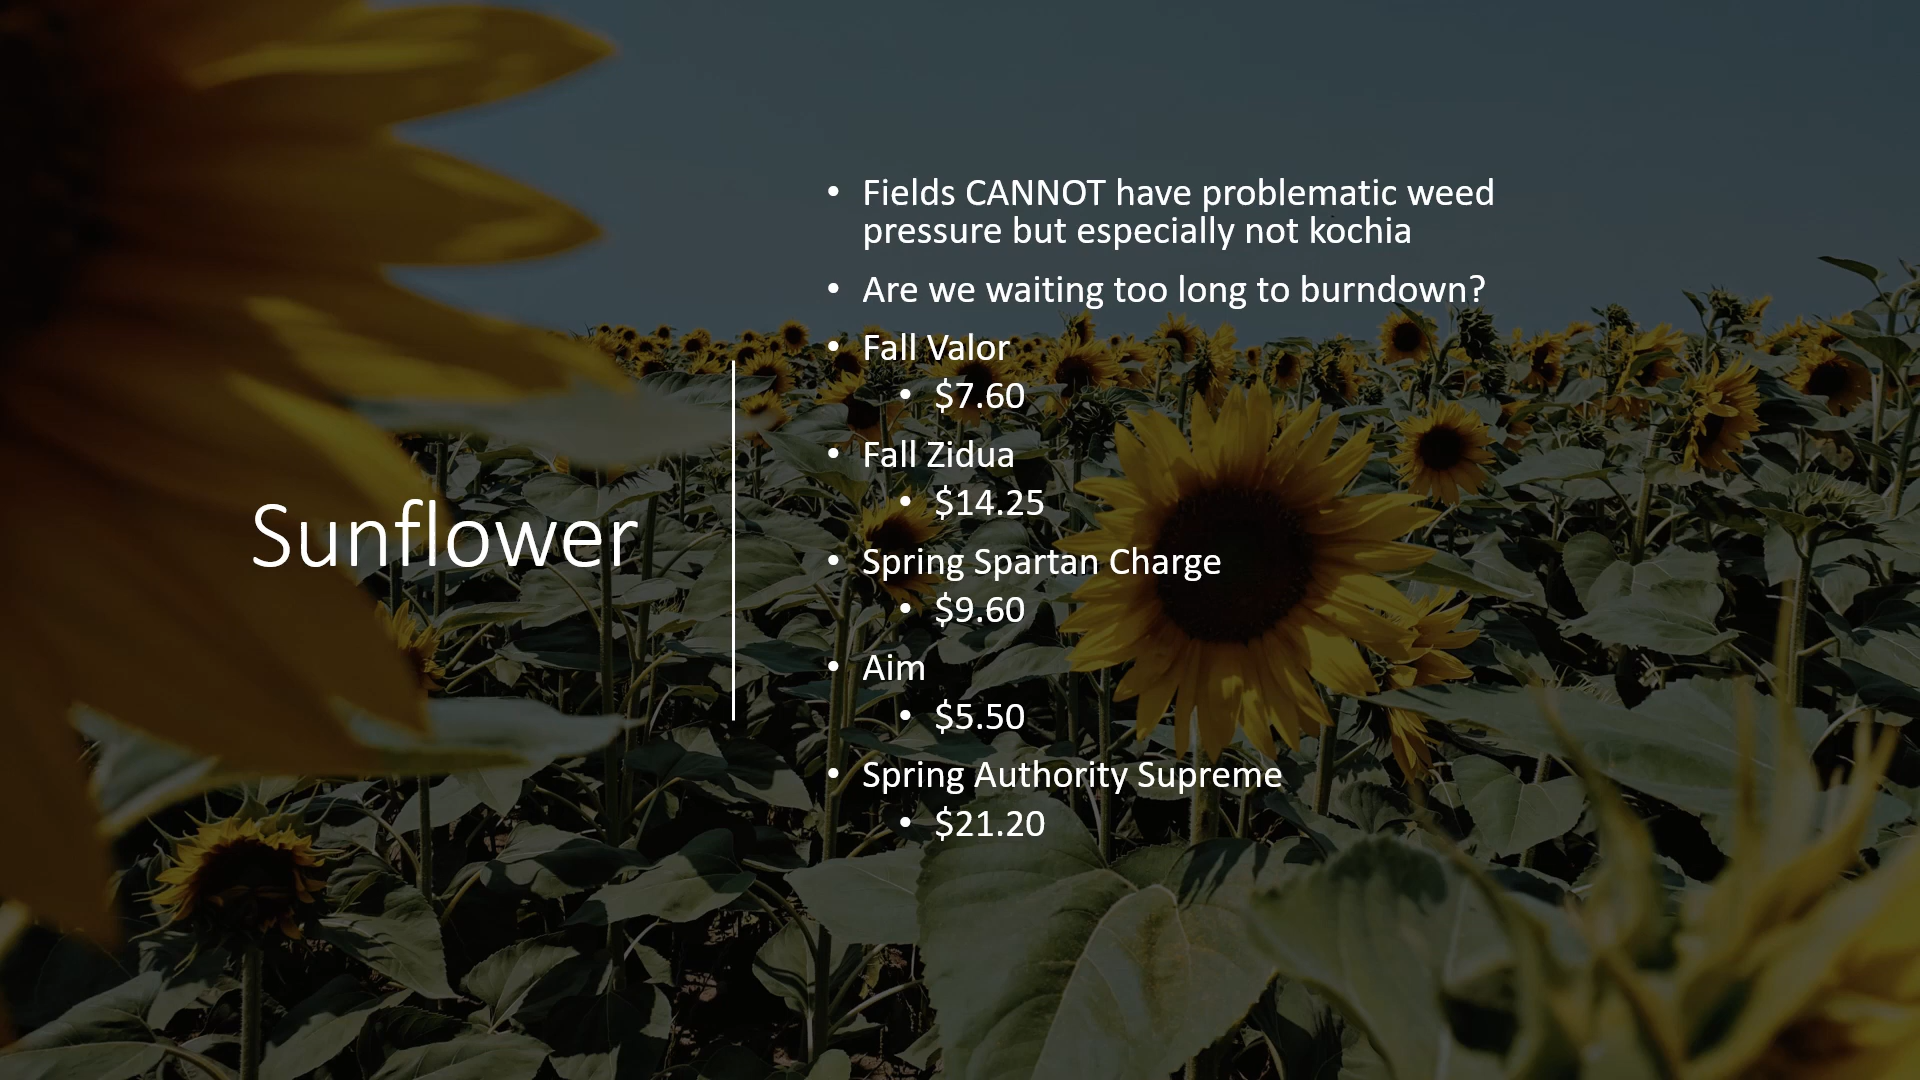 Sunflower
• Fields CANNOT have problematic weed
pressure but especially not kochia
• Are we waiting too long to burndown?
• Fall Valor
• $7.60
• Fall Zidua
• $14.25
• Spring Spartan Charge
• $9.60
• Aim
• $5.50
• Spring Authority Supreme
• $21.20